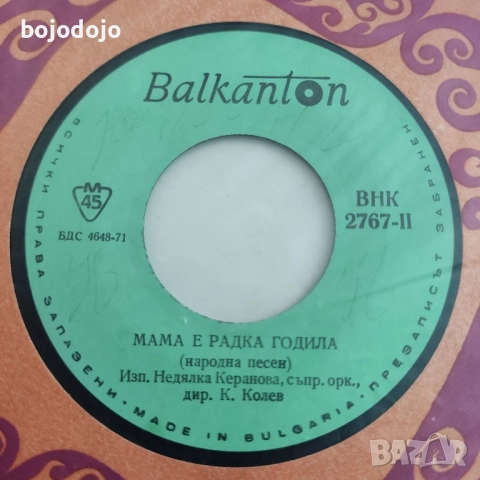 bojodojo
Balkanton
ВСИЧКИ ПРАВА ЗАПАЗЕНИ. • MADE IN BULGARIA • ПРЕЗАПИСЪТ ЗАБРАНЕН
М
45
БДС 4648-71
ВНК
2767-II
МАМА Е РАДКА ГОДИЛА
(народна песен)
Изп. Недялка Керанова, съпр. орк.,
дир. К. Колев
BAZAR